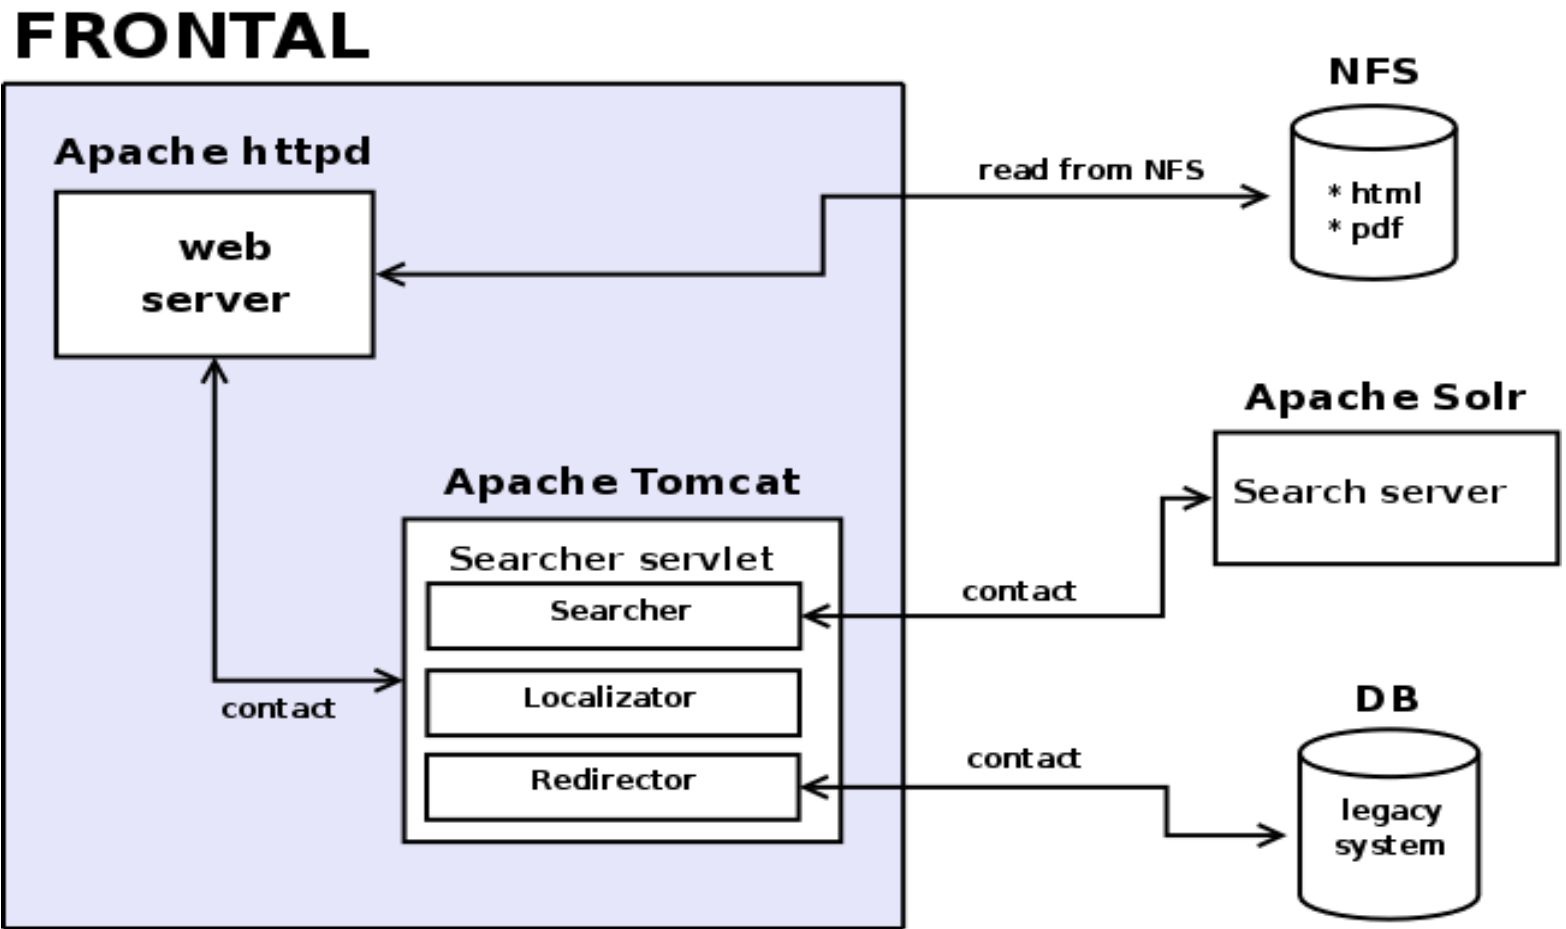 FRONTAL
Apache httpd
web
server
contact
Apache Tomcat
Searcher servlet
Searcher
Localizator
Redirector
read from NFS
NFS
* html
* pdf
contact
Apache Solr
Search server
contact
DB
legacy
system